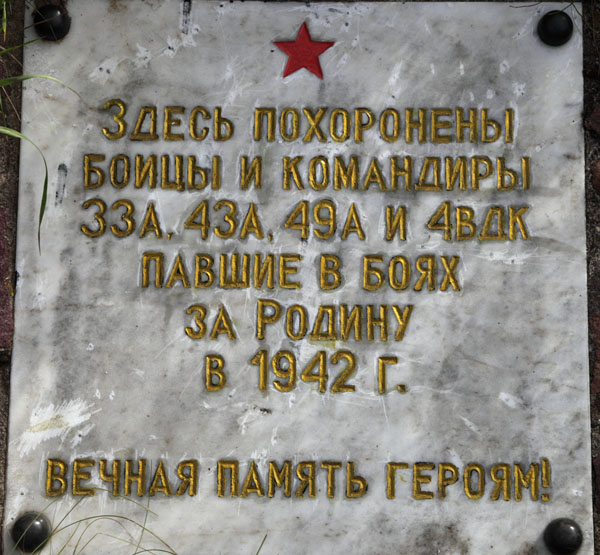 Здесь похоронены
бойцы и командиры
33А, 43А, 49А и 4ВДК
павшие в боях
за Родину
в 1942 г.
Вечная память героям!